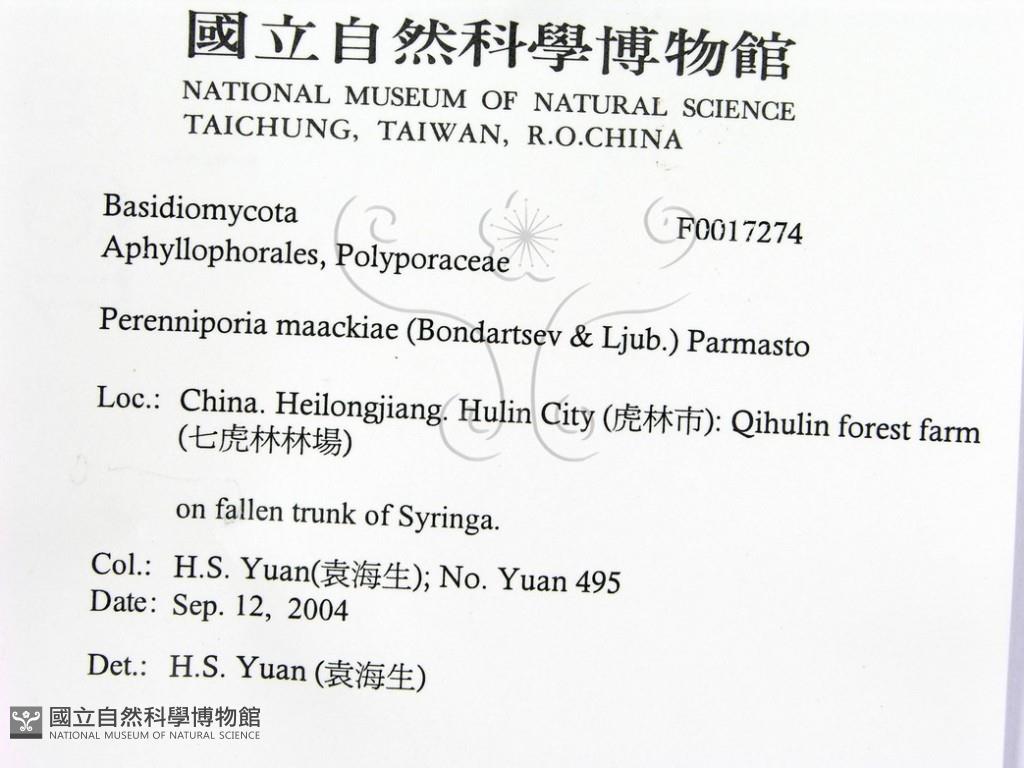 國立自然科學博物館
NATIONAL MUSEUM OF NATURAL SCIENCE
TAICHUNG, TAIWAN, R.O.CHINA
Basidiomycota
F0017274
Aphyllophorales, Polyporaceae
Perenniporia maackiae (Bondartsev & Ljub.) Parmasto
Loc.: China. Heilongjiang. Hulin City (虎林市): Qihulin forest farm
(七虎林林場)
on fallen trunk of Syringa.
Col.: H.S. Yuan(袁海生); No. Yuan 495
Date: Sep. 12, 2004
Det.: H.S. Yuan (袁海生)
國立自然科學博物館
NATIONAL MUSEUM OF NATURAL SCIENCE